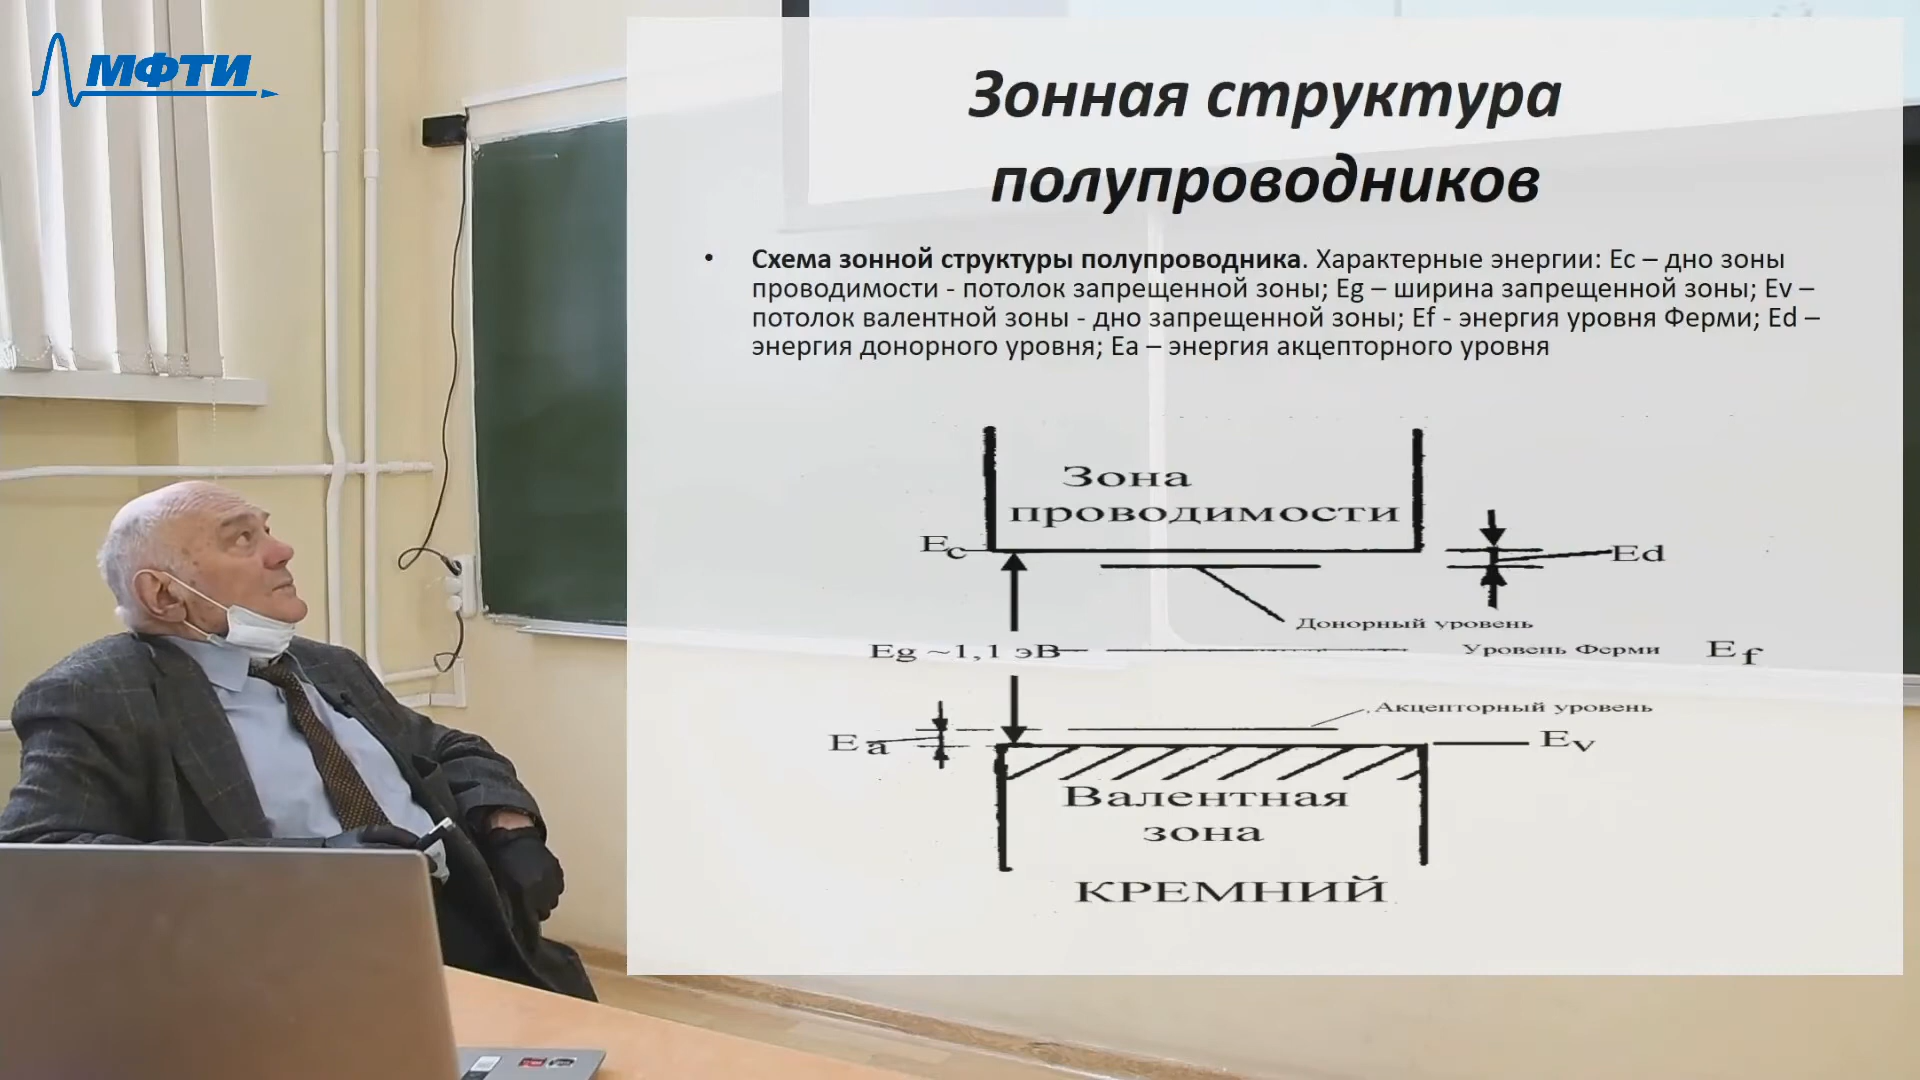 МФТИ
Зонная структура
полупроводников
• Схема зонной структуры полупроводника. Характерные энергии: Ec – дно зоны
проводимости - потолок запрещенной зоны; Eg – ширина запрещенной зоны; Ev –
потолок валентной зоны - дно запрещенной зоны; Ef - энергия уровня Ферми; Ed –
энергия донорного уровня; Ea – энергия акцепторного уровня
Зона
проводимости
Ec
Ed
Донорный уровень
Eg ~1,1 эВ
Уровень Ферми Ef
Акцепторный уровень
Ea
Ev
Валентная
зона
КРЕМНИЙ